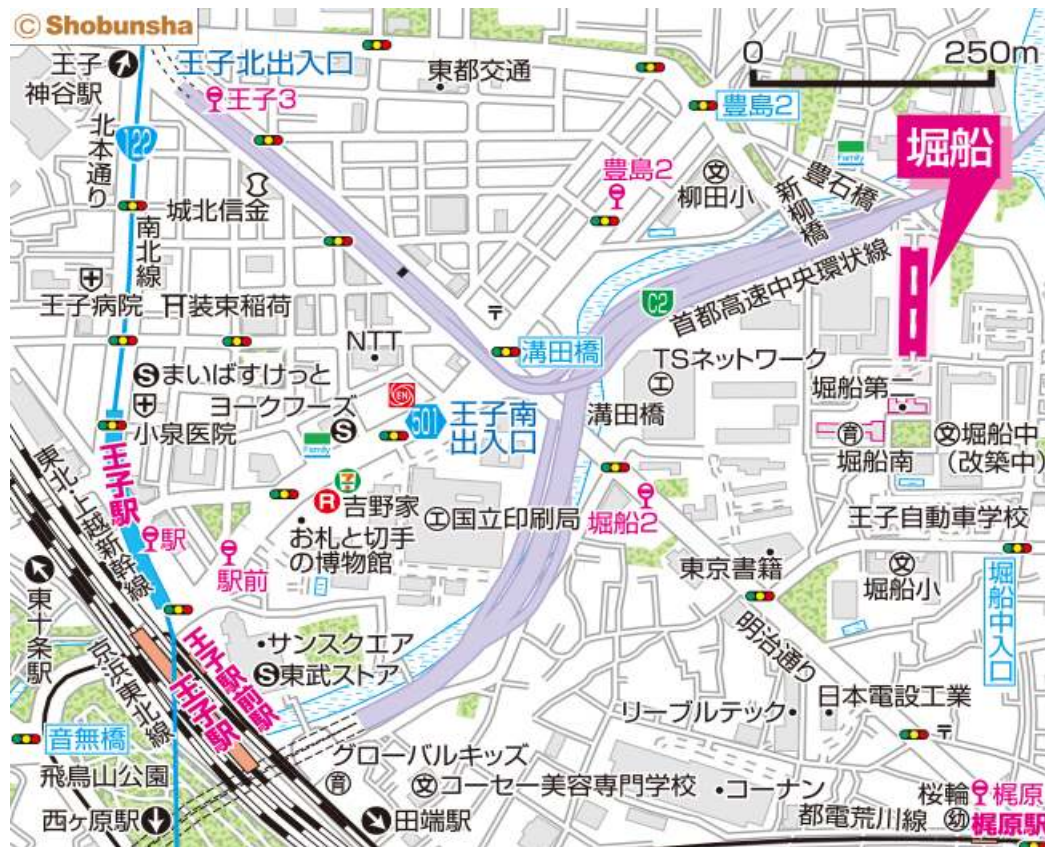 © Shobunsha
王子
神谷駅
王子北出入口
王子3
東都交通
0 250m
122
北本通り
豊島2
堀船
Family
豊島2
文
柳田小
新柳橋
豊石橋
城北信金
南北線
王子病院
装束稲荷
C2
首都高速中央環状線
〒
NTT
溝田橋
TSネットワーク
工
溝田橋
S まいばすけっと
ヨークフーズ
S
小泉医院
Family
EN
501
王子南
出入口
堀船第二
育
堀船南
文 堀船中
(改築中)
王子駅
東北・上越新幹線
駅
駅前
7
R 吉野家
お札と切手
の博物館
工 国立印刷局
堀船2
王子自動車学校
東京書籍
文
堀船小
堀船中入口
東十条駅
京浜東北線
王子駅前駅
王子駅
サンスクエア
S 東武ストア
明治通り
日本電設工業
リーブルテック
〒
音無橋
飛鳥山公園
グローバルキッズ
育
文 コーセー美容専門学校
コーナン
西ヶ原駅
田端駅
都電荒川線
桜輪
幼
梶原
梶原駅